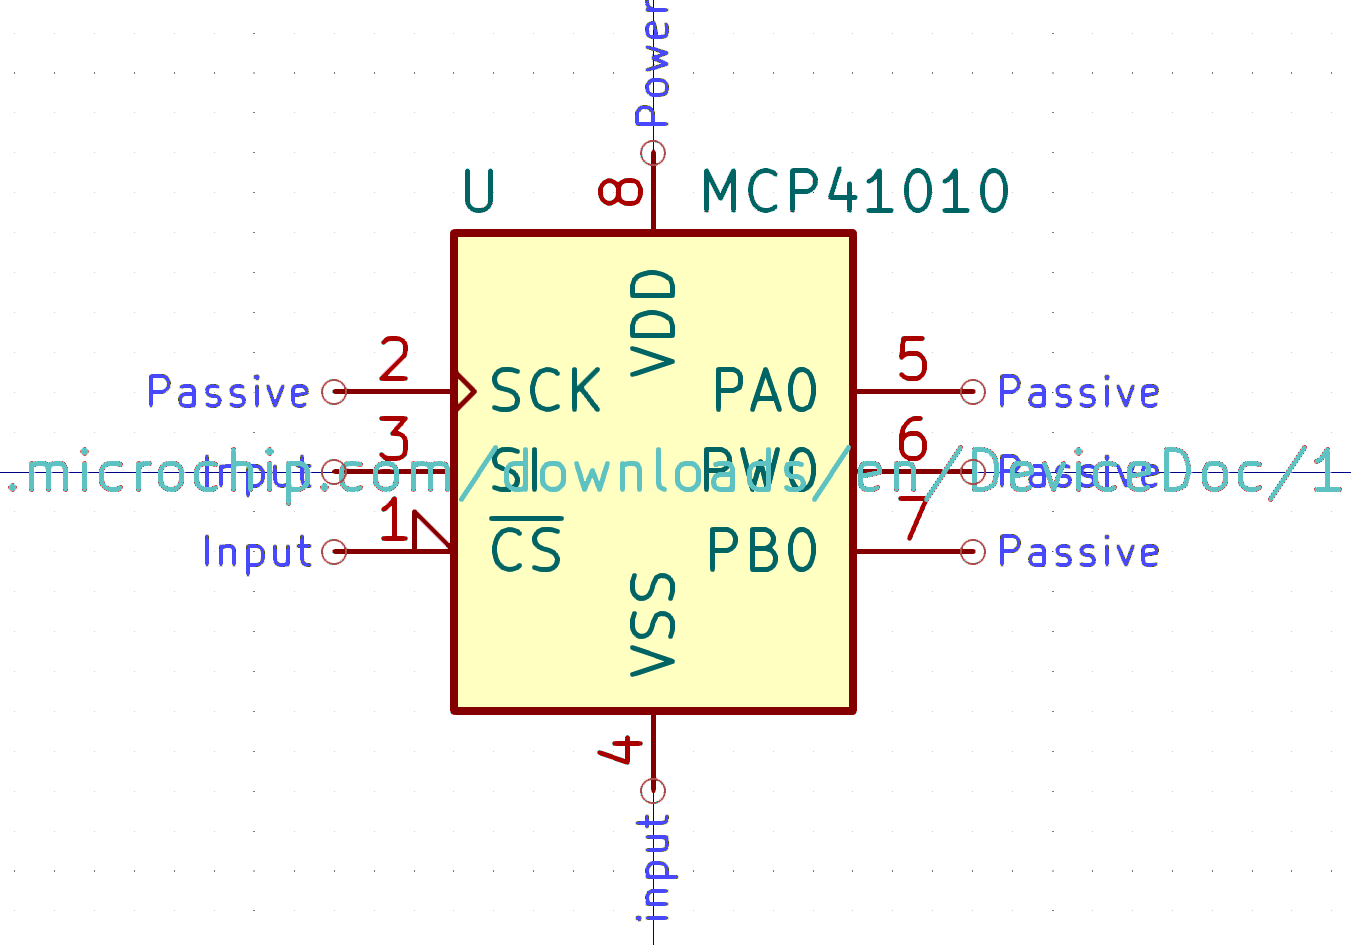 Power
U
8
MCP41010
VDD
2
5
Passive
SCK
PA0
Passive
3
6
Input
SI
PW0
Passive
.microchip.com/downloads/en/DeviceDoc/1
1
7
Input
CS
PB0
Passive
VSS
4
input